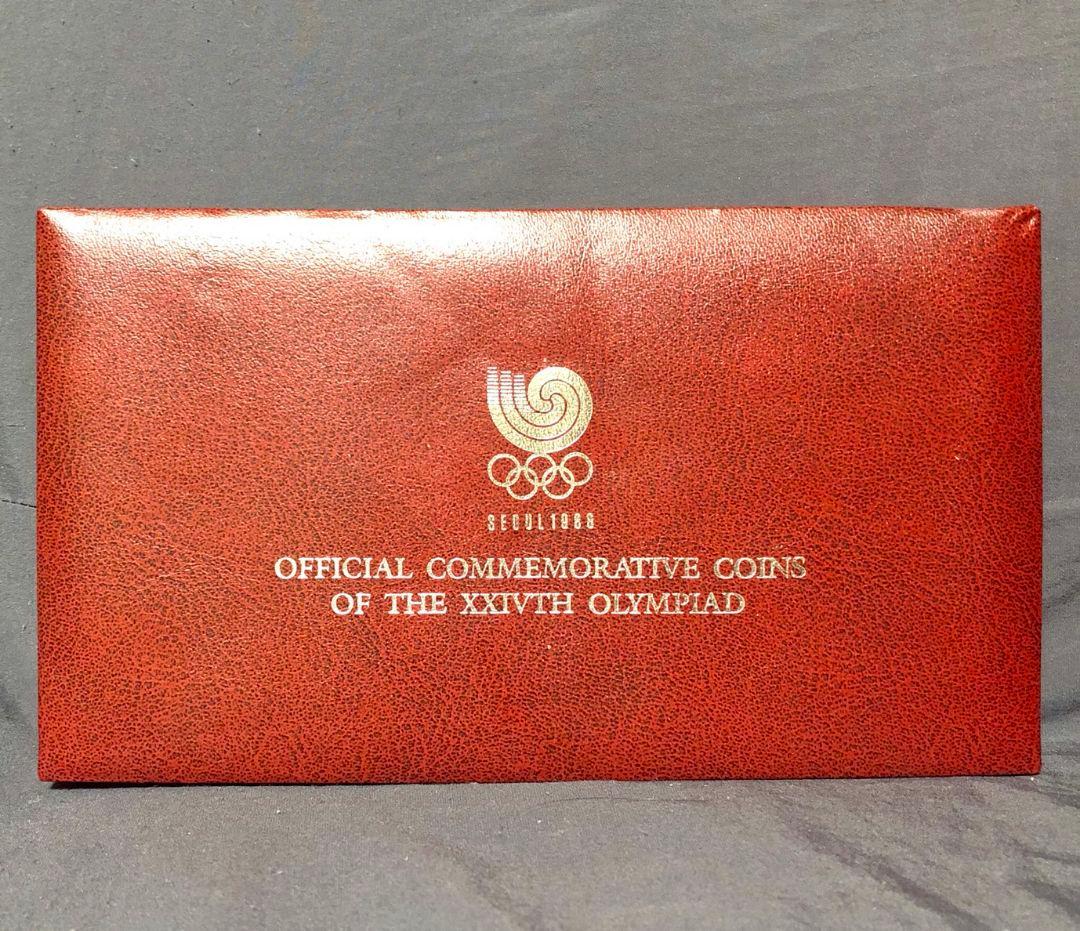 SEOUL1988
OFFICIAL COMMEMORATIVE COINS
OF THE XXIVTH OLYMPIAD